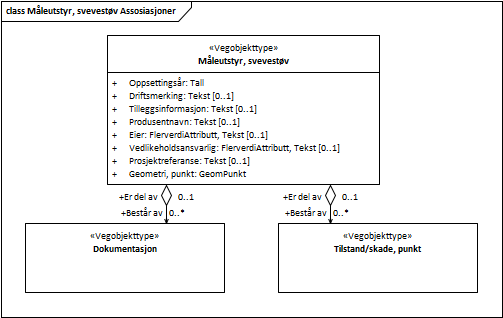 class Måleutstyr, svevestøv Assosiasjoner
«Vegobjekttype»
Måleutstyr, svevestøv
+ Oppsettingsår: Tall
+ Driftsmerking: Tekst [0..1]
+ Tilleggsinformasjon: Tekst [0..1]
+ Produsentnavn: Tekst [0..1]
+ Eier: FlerverdiAttributt, Tekst [0..1]
+ Vedlikeholdsansvarlig: FlerverdiAttributt, Tekst [0..1]
+ Prosjektreferanse: Tekst [0..1]
+ Geometri, punkt: GeomPunkt
+Er del av 0..1
+Består av 0..*
+Er del av 0..1
+Består av 0..*
«Vegobjekttype»
Dokumentasjon
«Vegobjekttype»
Tilstand/skade, punkt